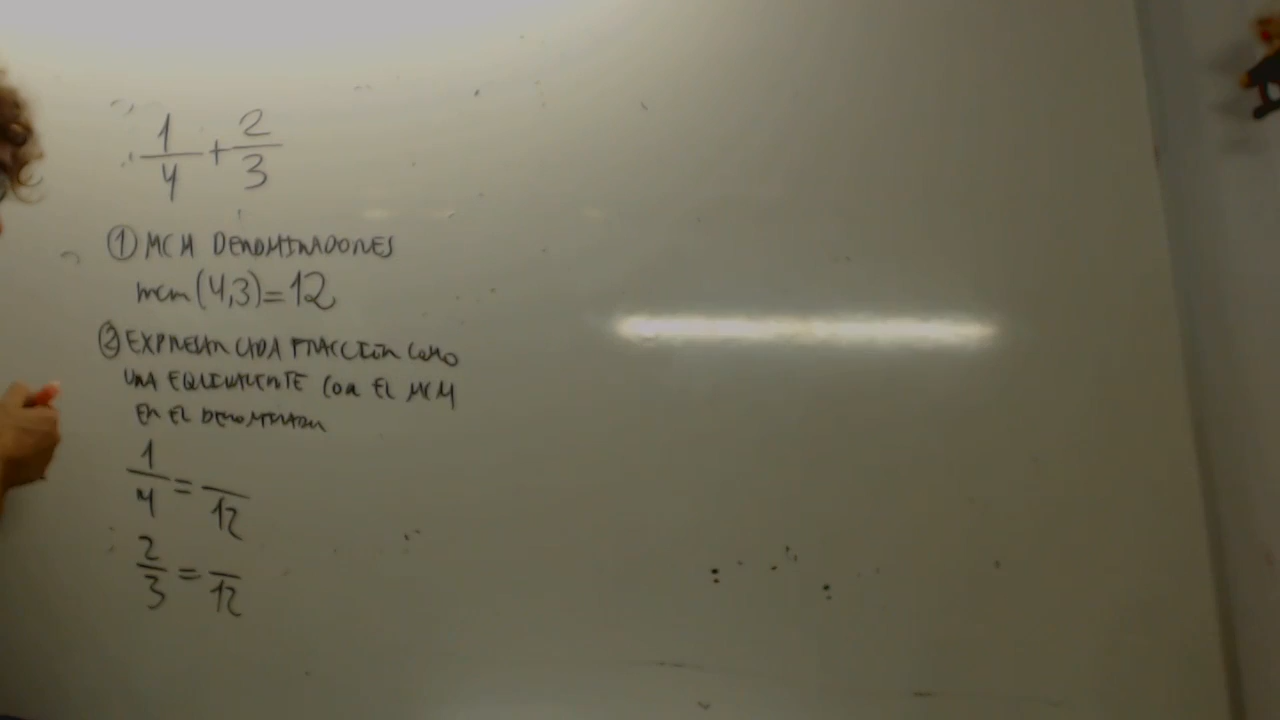 1/4 + 2/3
① MCM DENOMINADORES
mcm(4,3)=12
② EXPRESAR CADA FRACCIÓN COMO
UNA EQUIVALENTE CON EL MCM
EN EL DENOMINADOR
1/4 = /12
2/3 = /12